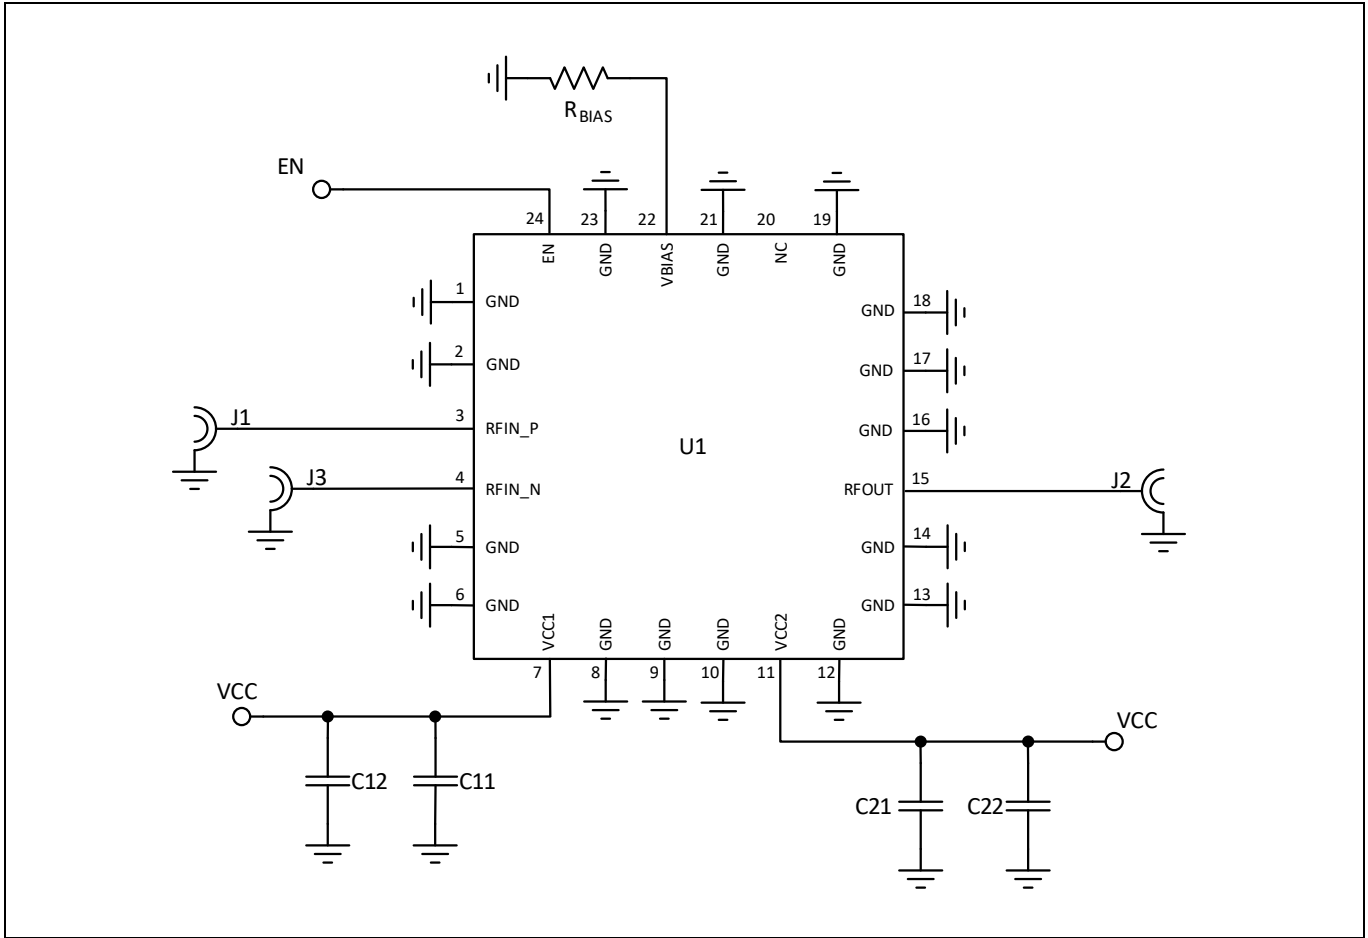 R_BIAS
EN
24 23 22 21 20 19
EN GND VBIAS GND NC GND
1 GND
2 GND
J1 3 RFIN_P
J3 4 RFIN_N
5 GND
6 GND
U1
GND 18
GND 17
GND 16
RFOUT 15 J2
GND 14
GND 13
VCC1 GND GND GND VCC2 GND
7 8 9 10 11 12
VCC
C12 C11
VCC
C21 C22